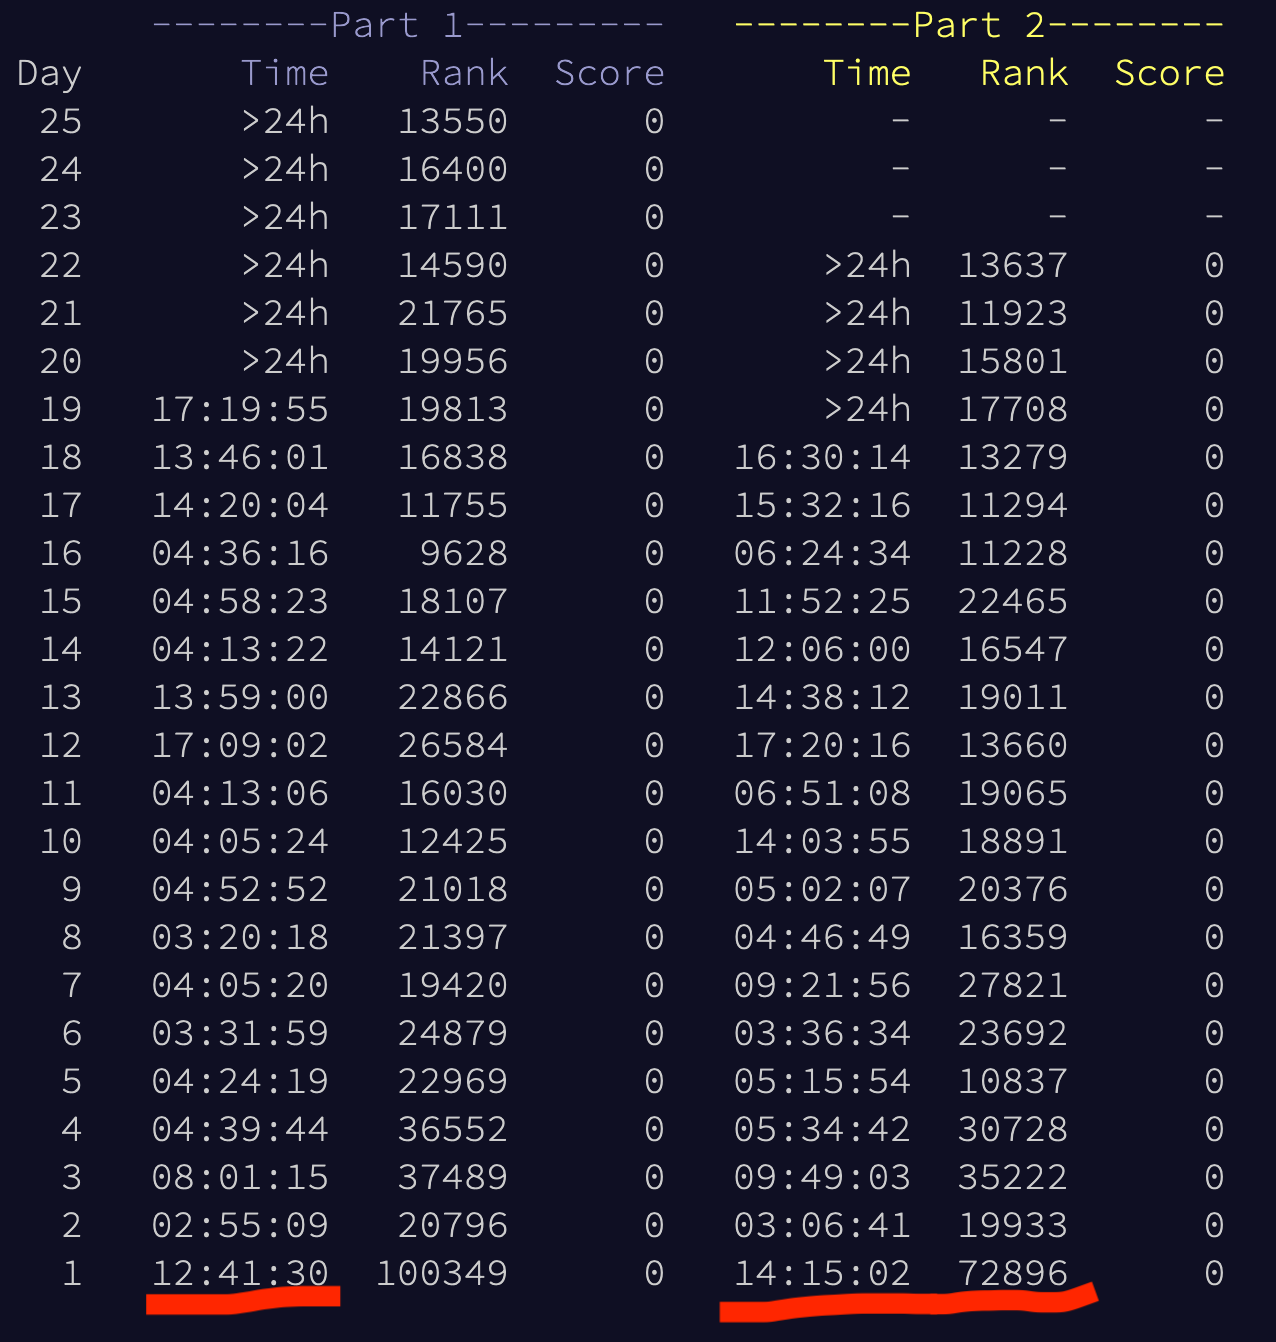 --------Part 1--------- --------Part 2--------
Day Time Rank Score Time Rank Score
25 >24h 13550 0 - - -
24 >24h 16400 0 - - -
23 >24h 17111 0 - - -
22 >24h 14590 0 >24h 13637 0
21 >24h 21765 0 >24h 11923 0
20 >24h 19956 0 >24h 15801 0
19 17:19:55 19813 0 >24h 17708 0
18 13:46:01 16838 0 16:30:14 13279 0
17 14:20:04 11755 0 15:32:16 11294 0
16 04:36:16 9628 0 06:24:34 11228 0
15 04:58:23 18107 0 11:52:25 22465 0
14 04:13:22 14121 0 12:06:00 16547 0
13 13:59:00 22866 0 14:38:12 19011 0
12 17:09:02 26584 0 17:20:16 13660 0
11 04:13:06 16030 0 06:51:08 19065 0
10 04:05:24 12425 0 14:03:55 18891 0
9 04:52:52 21018 0 05:02:07 20376 0
8 03:20:18 21397 0 04:46:49 16359 0
7 04:05:20 19420 0 09:21:56 27821 0
6 03:31:59 24879 0 03:36:34 23692 0
5 04:24:19 22969 0 05:15:54 10837 0
4 04:39:44 36552 0 05:34:42 30728 0
3 08:01:15 37489 0 09:49:03 35222 0
2 02:55:09 20796 0 03:06:41 19933 0
1 12:41:30 100349 0 14:15:02 72896 0